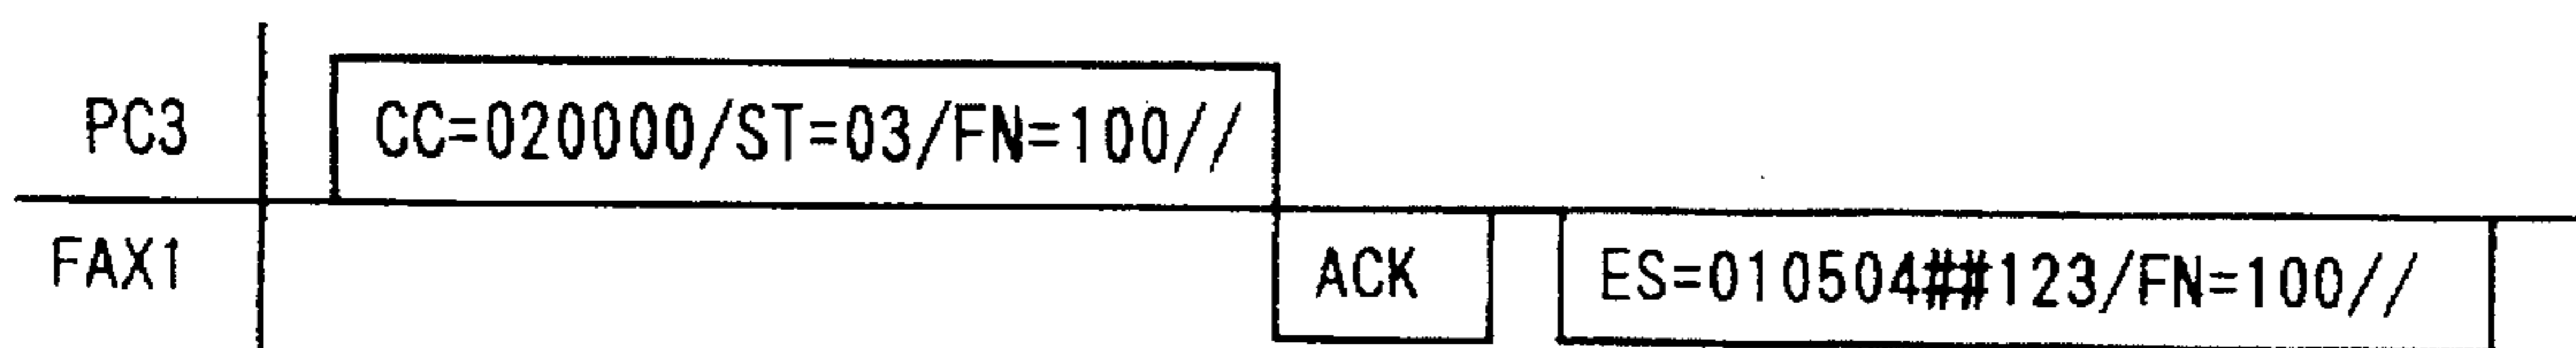 PC3 CC=020000/ST=03/FN=100//
FAX1 ACK ES=010504##123/FN=100//